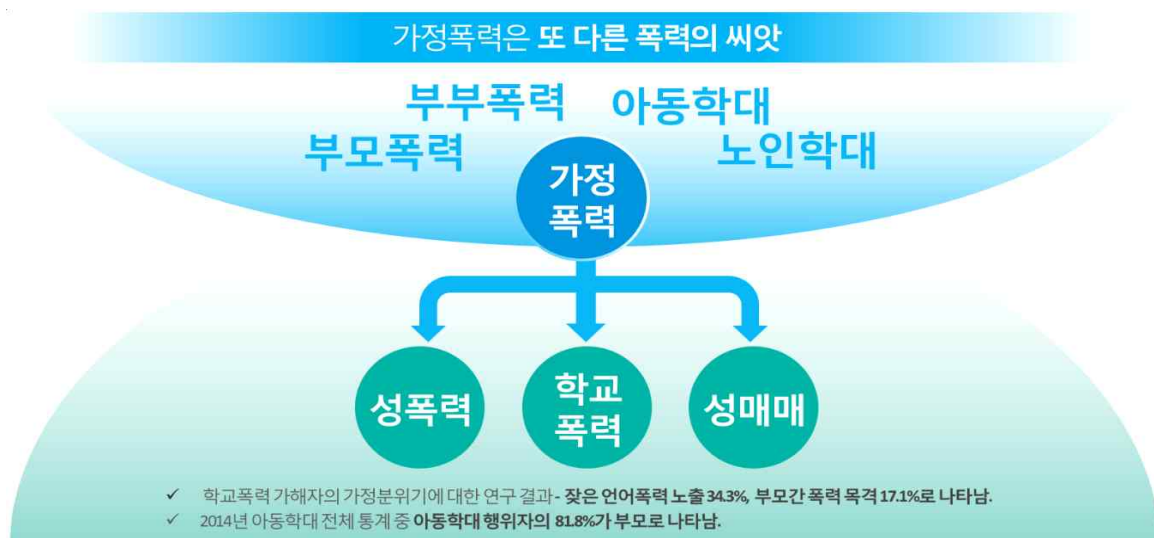 가정폭력은 또 다른 폭력의 씨앗
부부폭력 아동학대
부모폭력 노인학대
가정
폭력
성폭력 학교 폭력 성매매
✓ 학교폭력 가해자의 가정분위기에 대한 연구 결과- 잦은 언어폭력 노출 34.3%, 부모간 폭력 목격 17.1%로 나타남.
✓ 2014년 아동학대 전체 통계 중 아동학대 행위자의 81.8%가 부모로 나타남.